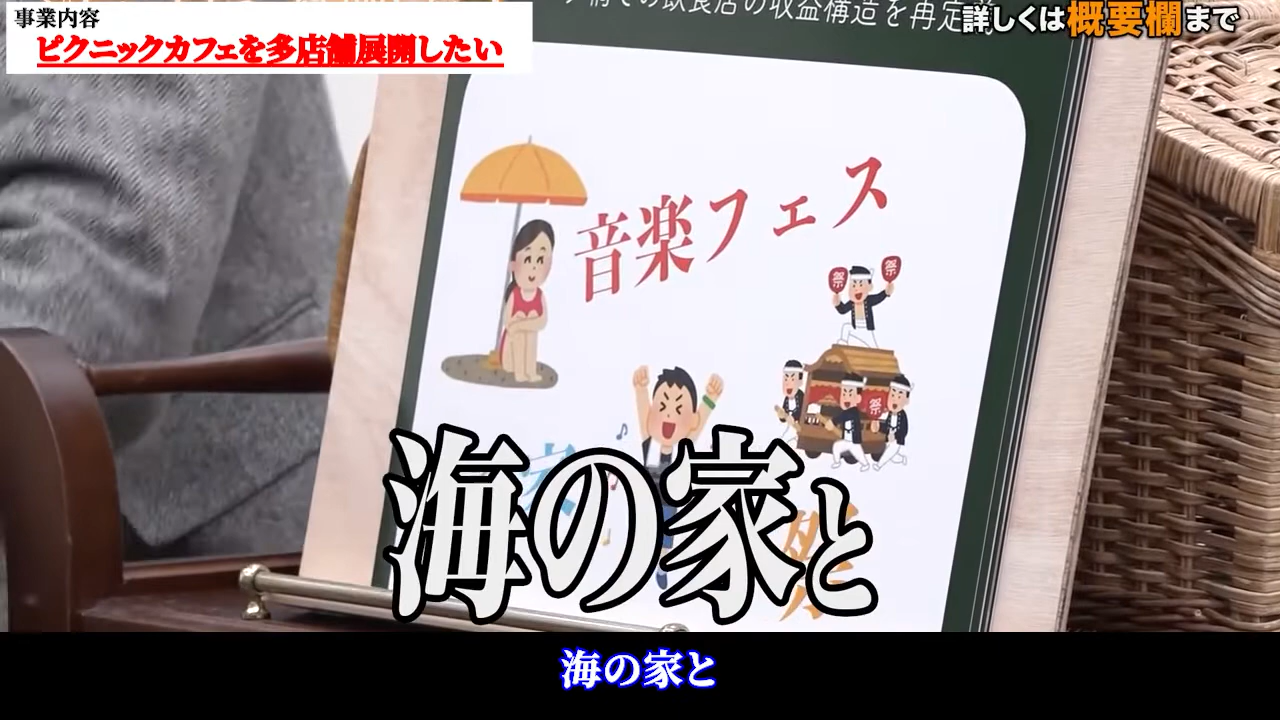 事業内容
ピクニックカフェを多店舗展開したい
詳しくは概要欄まで
での飲食店の収益構造を再定義
音楽フェス
祭
祭
祭
海の家と
海の家と